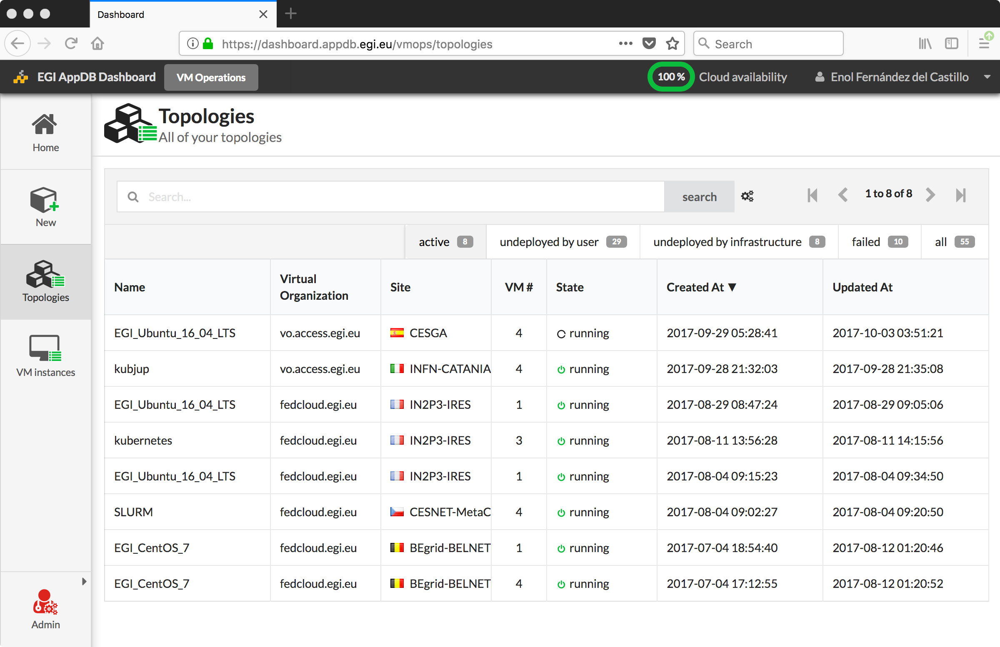 Dashboard
https://dashboard.appdb.egi.eu/vmops/topologies
Search
EGI AppDB Dashboard
VM Operations
100 %
Cloud availability
Enol Fernández del Castillo
Home
New
Topologies
VM instances
Admin
Topologies
All of your topologies
Search...
search
1 to 8 of 8
active 8
undeployed by user 29
undeployed by infrastructure 8
failed 10
all 55
Name
Virtual
Organization
Site
VM #
State
Created At ▼
Updated At
EGI_Ubuntu_16_04_LTS vo.access.egi.eu CESGA 4 running 2017-09-29 05:28:41 2017-10-03 03:51:21
kubjup vo.access.egi.eu INFN-CATANIA 4 running 2017-09-28 21:32:03 2017-09-28 21:35:08
EGI_Ubuntu_16_04_LTS fedcloud.egi.eu IN2P3-IRES 1 running 2017-08-29 08:47:24 2017-08-29 09:05:06
kubernetes fedcloud.egi.eu IN2P3-IRES 3 running 2017-08-11 13:56:28 2017-08-11 14:15:56
EGI_Ubuntu_16_04_LTS fedcloud.egi.eu IN2P3-IRES 1 running 2017-08-04 09:15:23 2017-08-04 09:34:50
SLURM fedcloud.egi.eu CESNET-MetaC 4 running 2017-08-04 09:02:27 2017-08-04 09:20:50
EGI_CentOS_7 fedcloud.egi.eu BEgrid-BELNET 1 running 2017-07-04 18:54:40 2017-08-12 01:20:46
EGI_CentOS_7 fedcloud.egi.eu BEgrid-BELNET 4 running 2017-07-04 17:12:55 2017-08-12 01:20:52